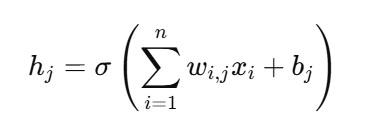 h_j = σ ( ∑_{i=1}^{n} w_{i,j} x_i + b_j )